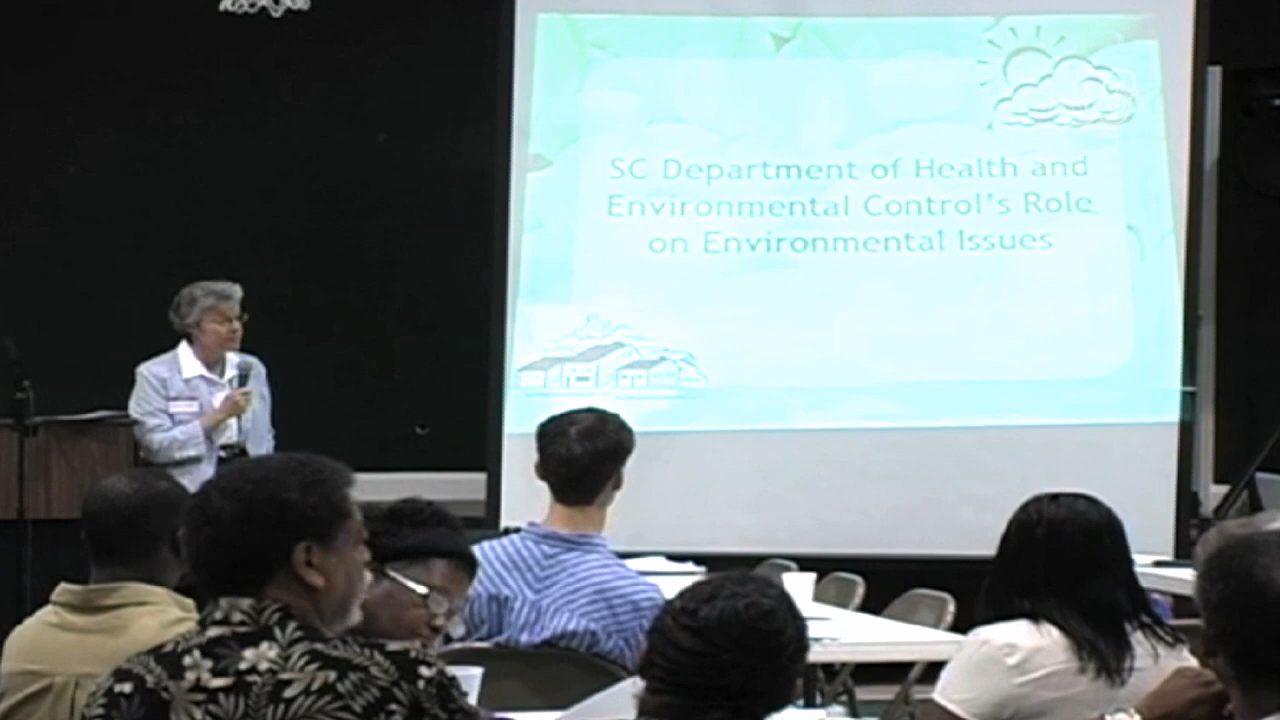 SC Department of Health and
Environmental Control's Role
on Environmental Issues